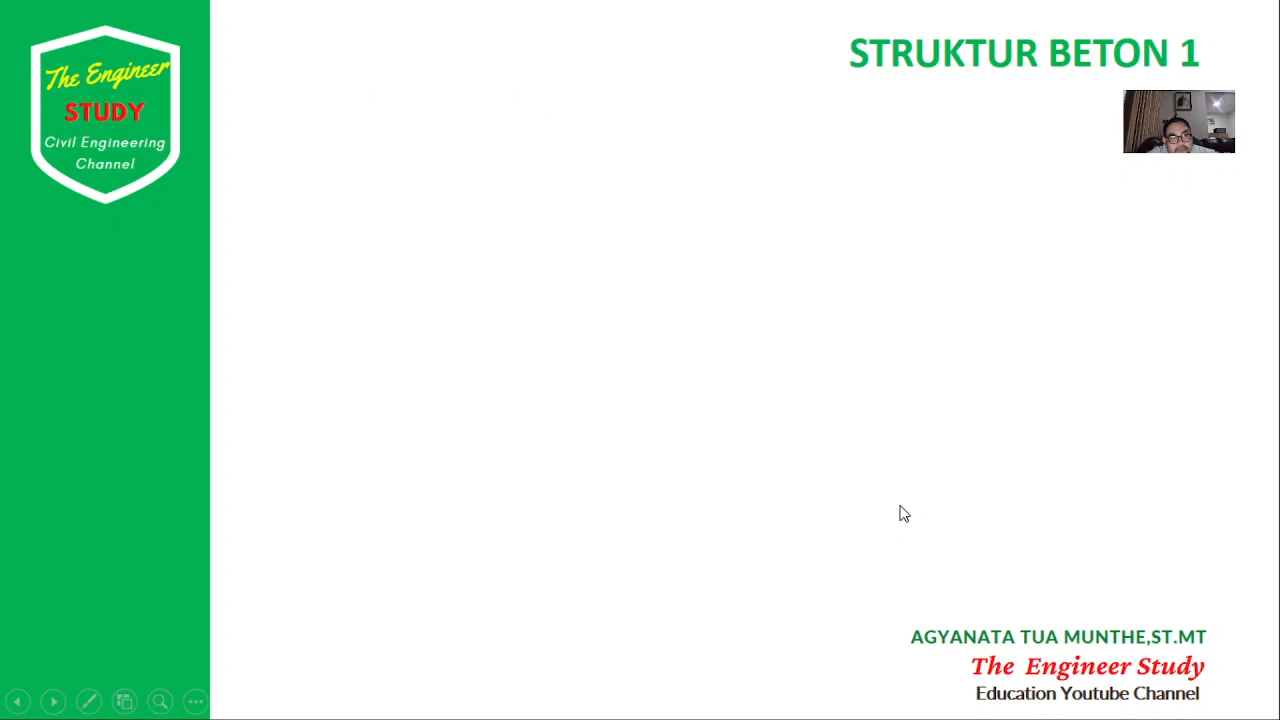 The Engineer
STUDY
Civil Engineering
Channel
STRUKTUR BETON 1
AGYANATA TUA MUNTHE,ST.MT
The Engineer Study
Education Youtube Channel